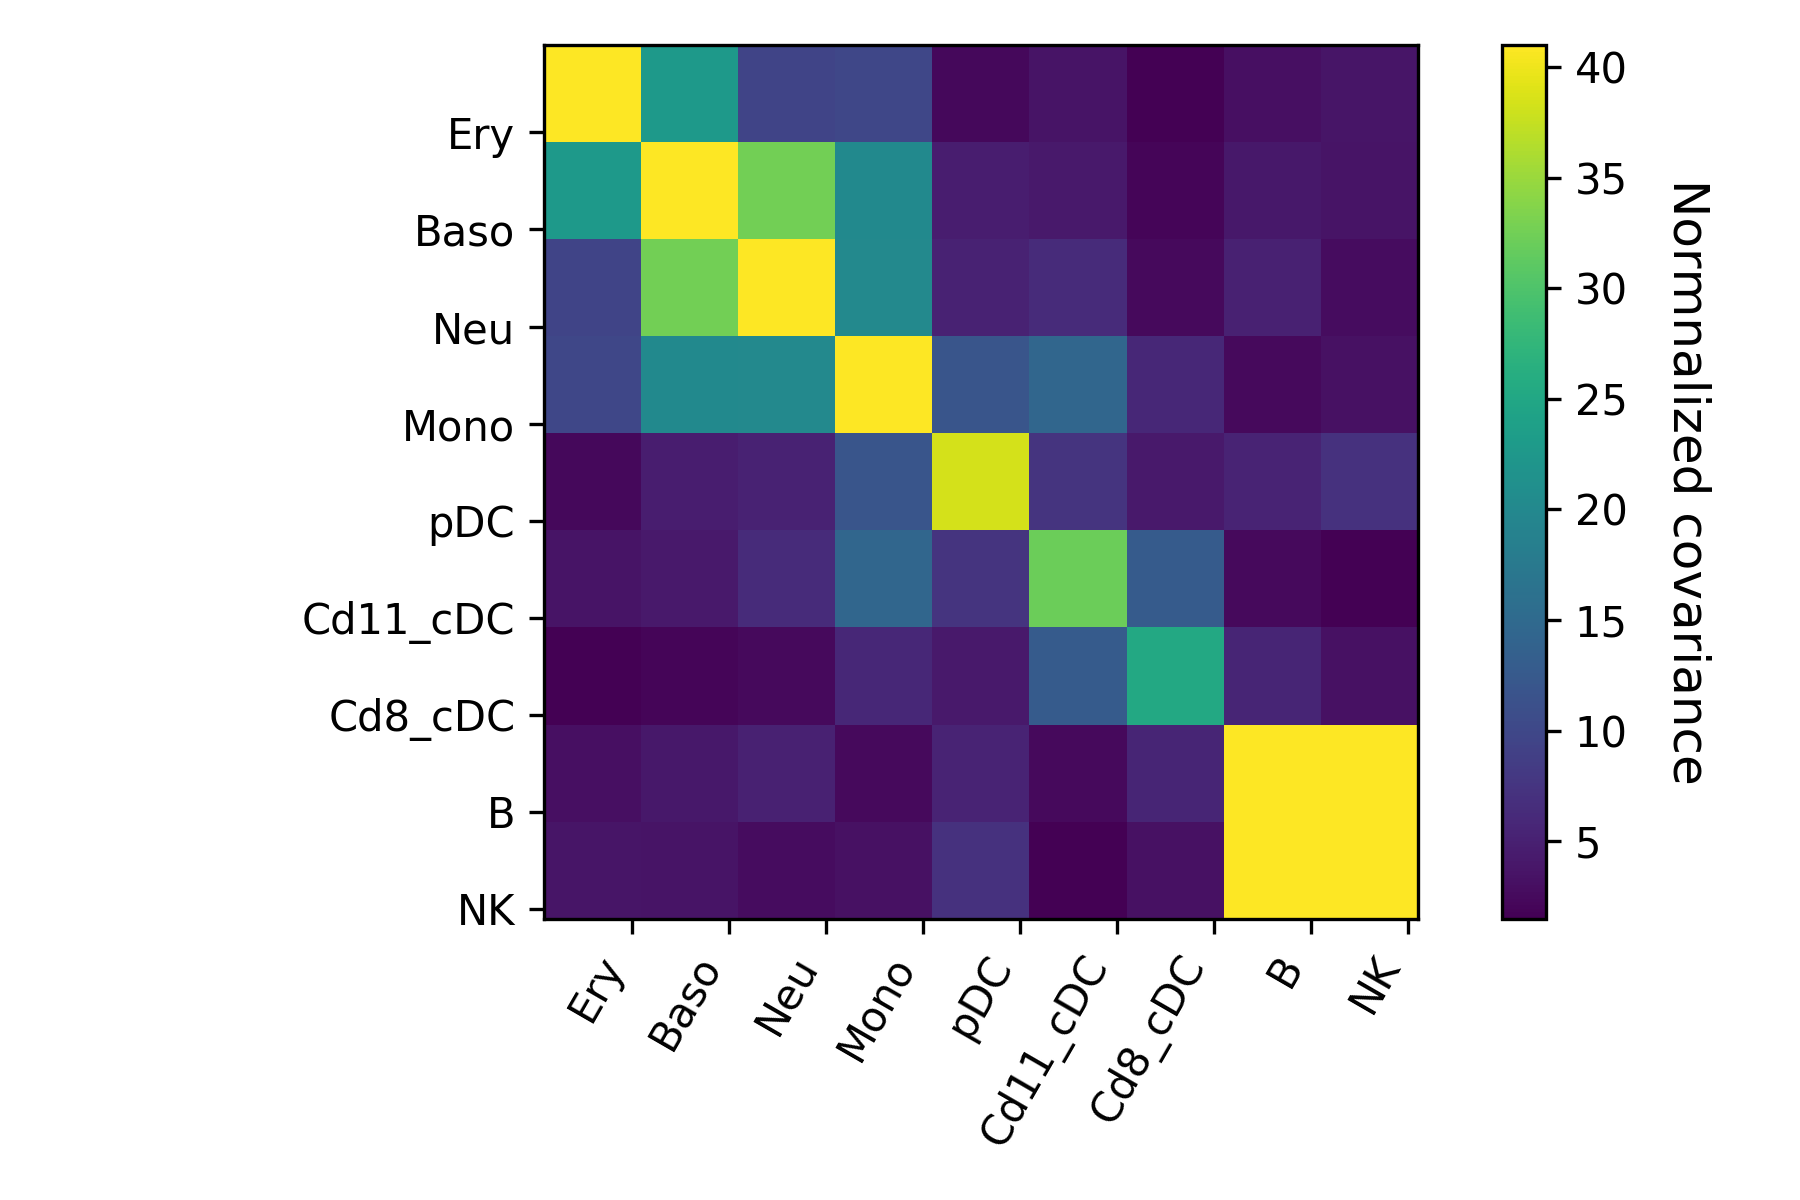 Ery
Baso
Neu
Mono
pDC
Cd11_cDC
Cd8_cDC
B
NK
Ery
Baso
Neu
Mono
pDC
Cd11_cDC
Cd8_cDC
B
NK
40
35
30
25
20
15
10
5
Normnalized covariance